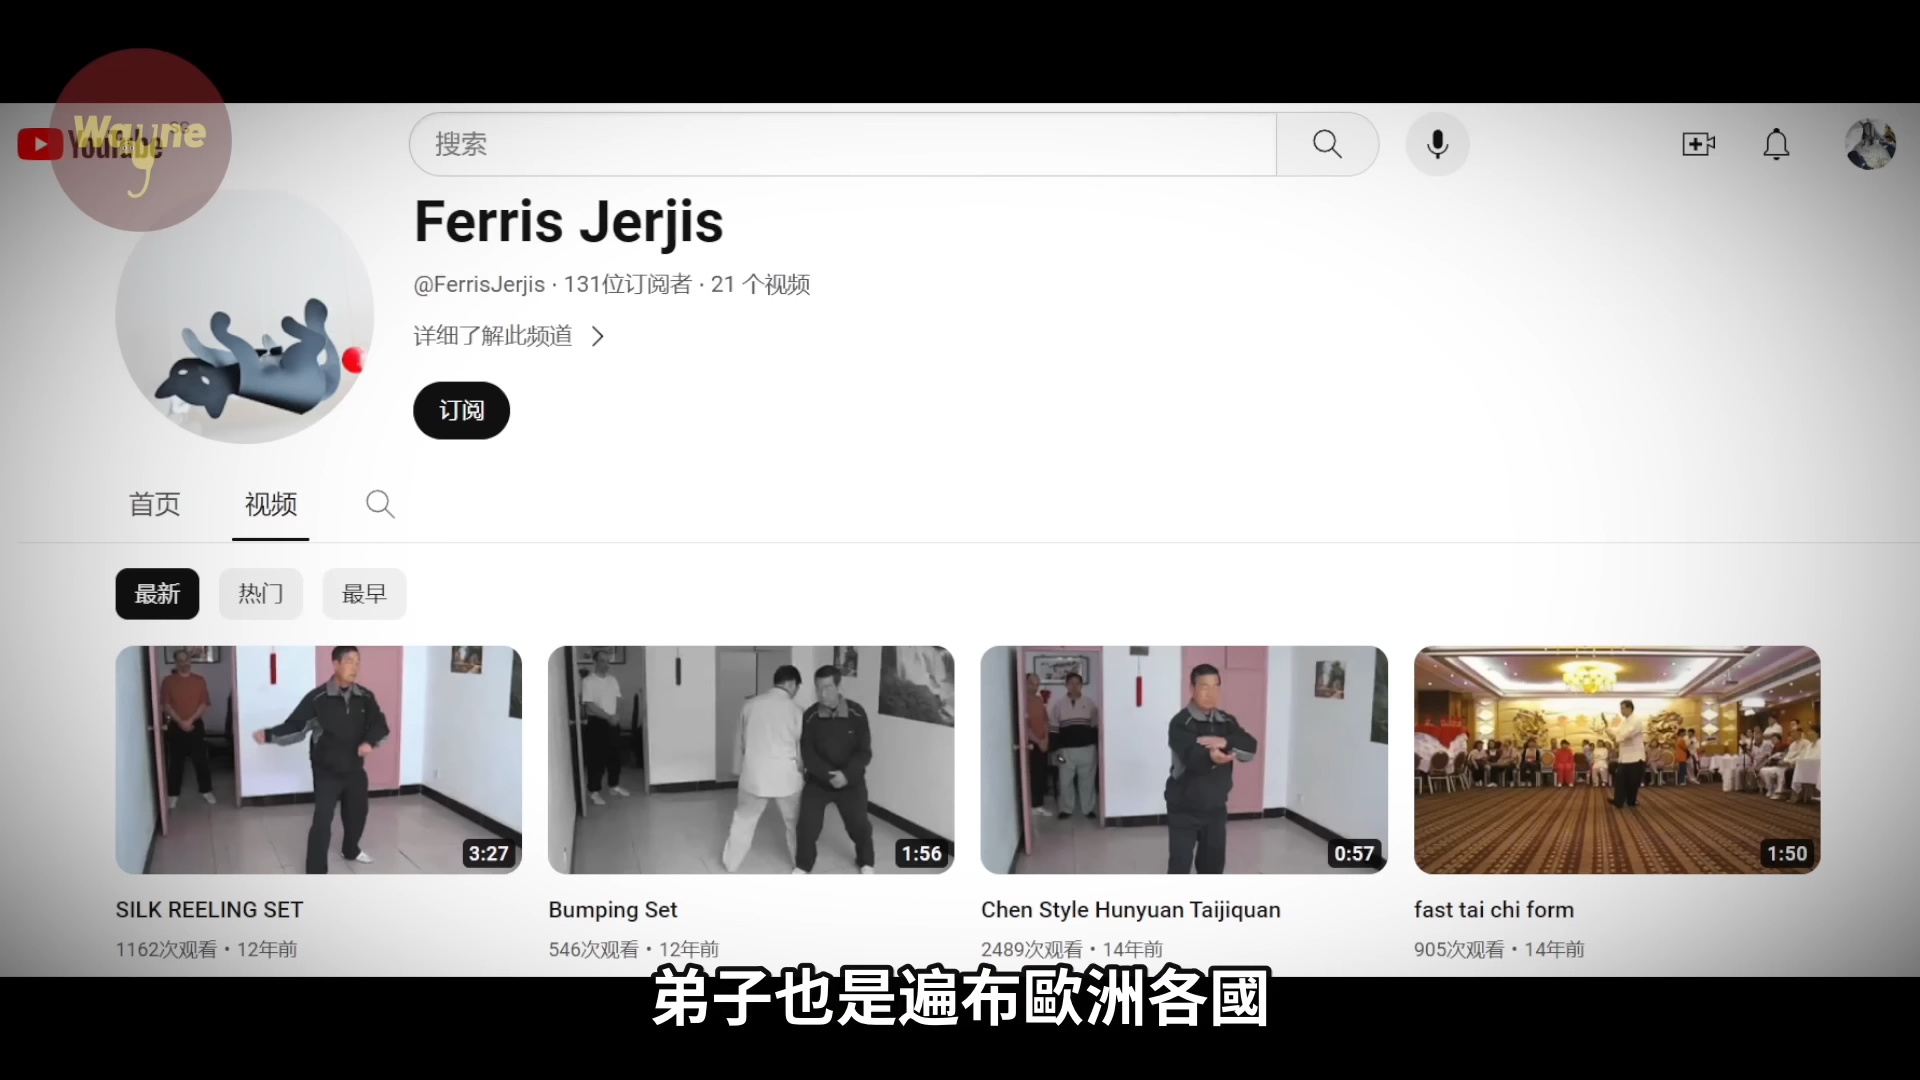 YouTube SG
Wayne
搜索
Ferris Jerjis
@FerrisJerjis · 131位订阅者 · 21 个视频
详细了解此频道
订阅
首页 视频
最新 热门 最早
3:27 1:56 0:57 1:50
SILK REELING SET Bumping Set Chen Style Hunyuan Taijiquan fast tai chi form
1162次观看 · 12年前 546次观看 · 12年前 2489次观看 · 14年前 905次观看 · 14年前
弟子也是遍布歐洲各國